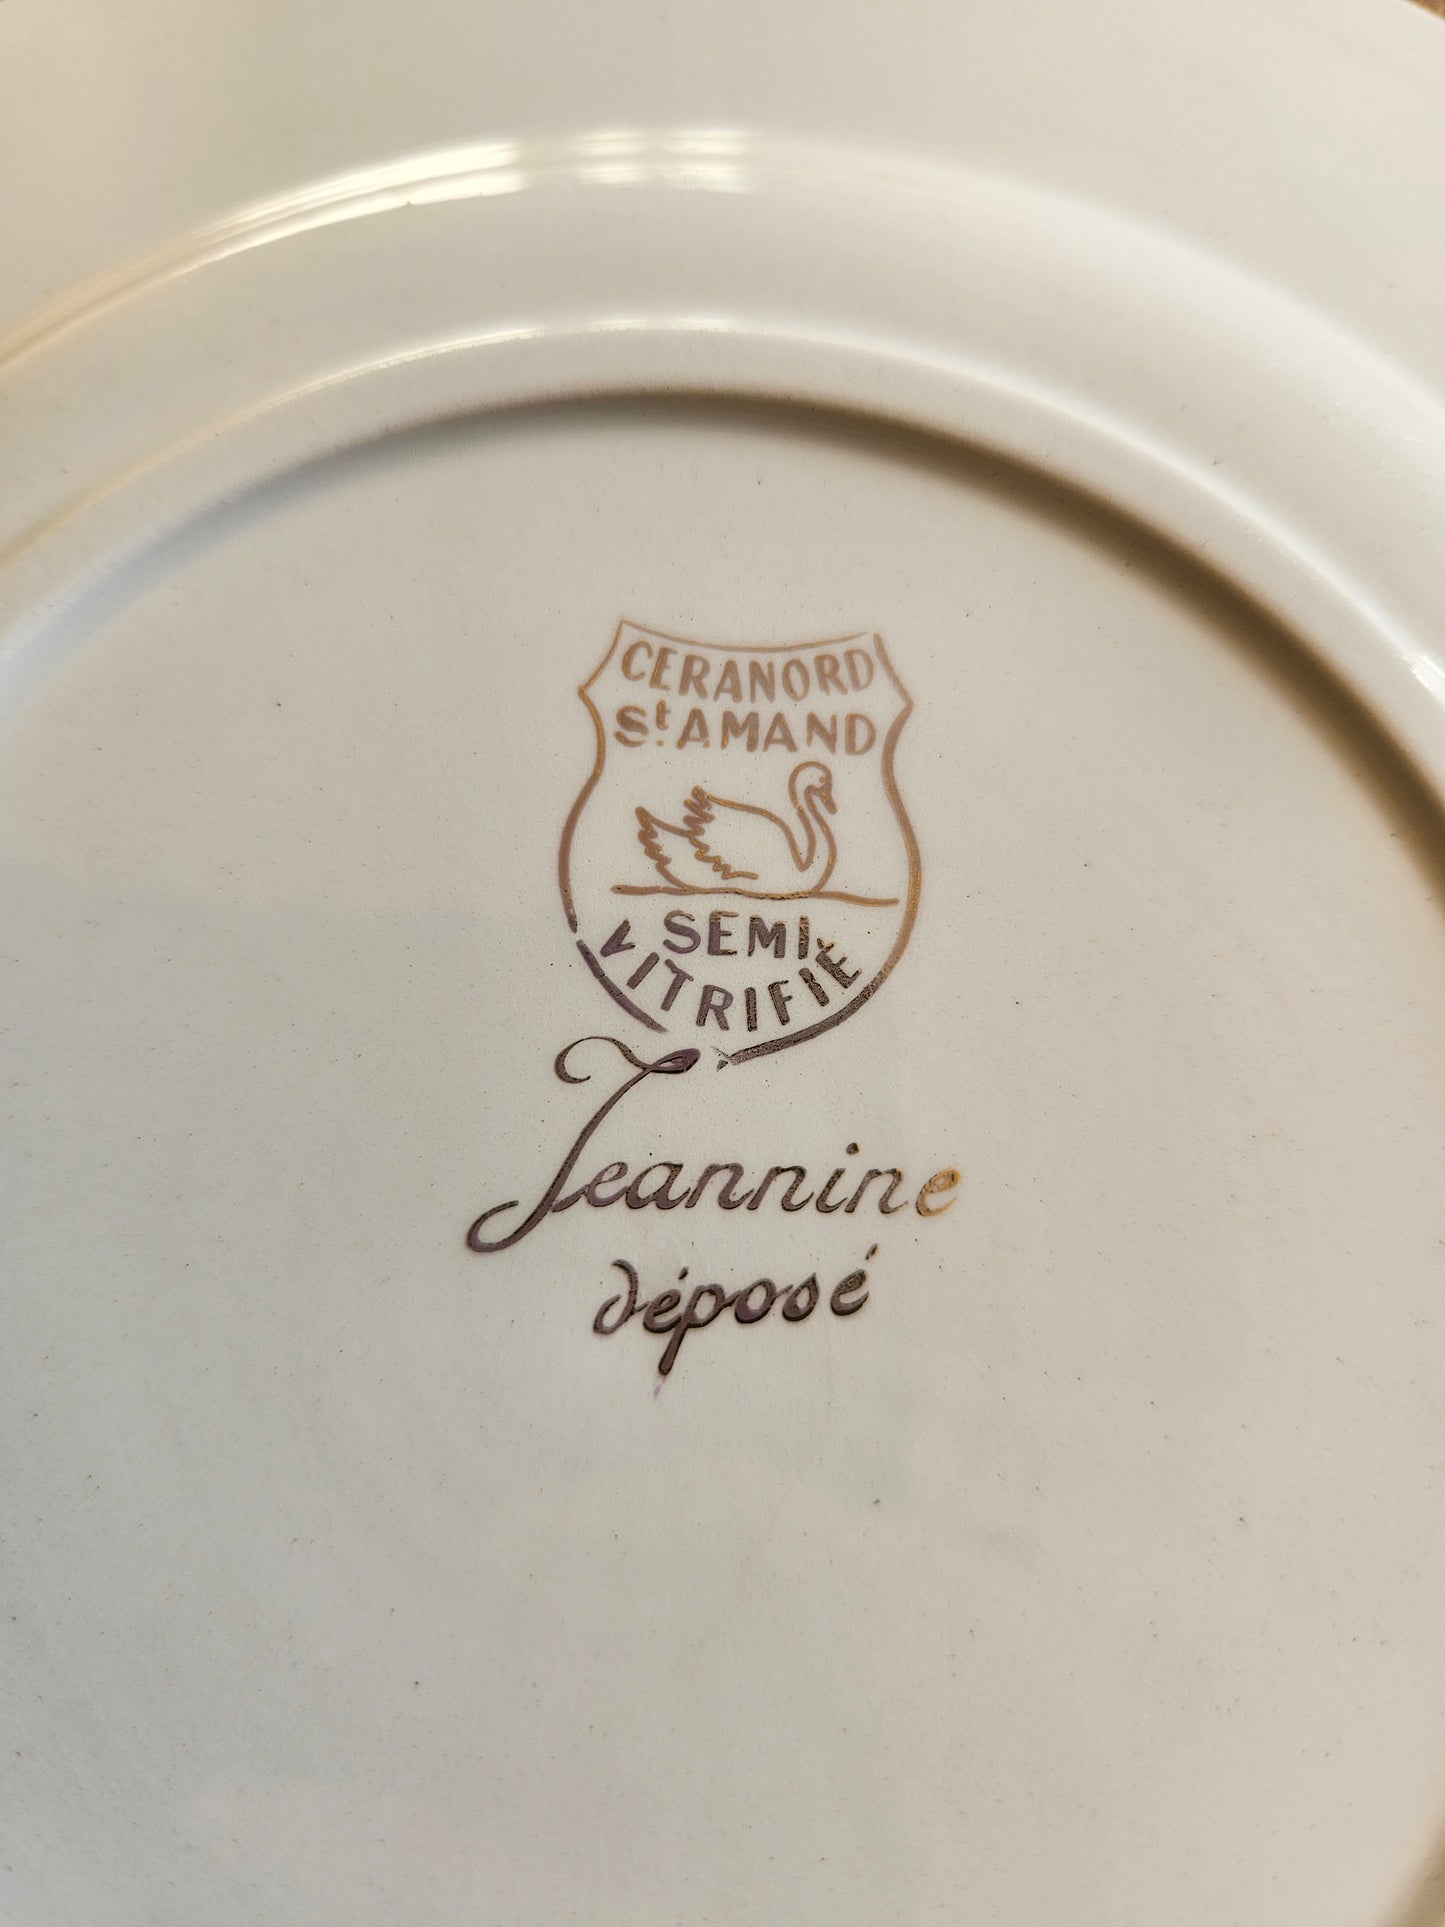 CERANORD
St AMAND
SEMI
VITRIFIÉ
Jeannine
déposé